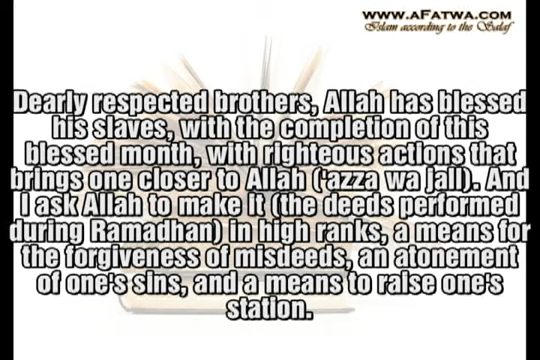 www.aFatwa.com
Islam according to the Salaf
Dearly respected brothers, Allah has blessed
his slaves, with the completion of this
blessed month, with righteous actions that
brings one closer to Allah ('azza wa jall). And
I ask Allah to make it (the deeds performed
during Ramadhan) in high ranks, a means for
the forgiveness of misdeeds, an atonement
of one's sins, and a means to raise one's
station.